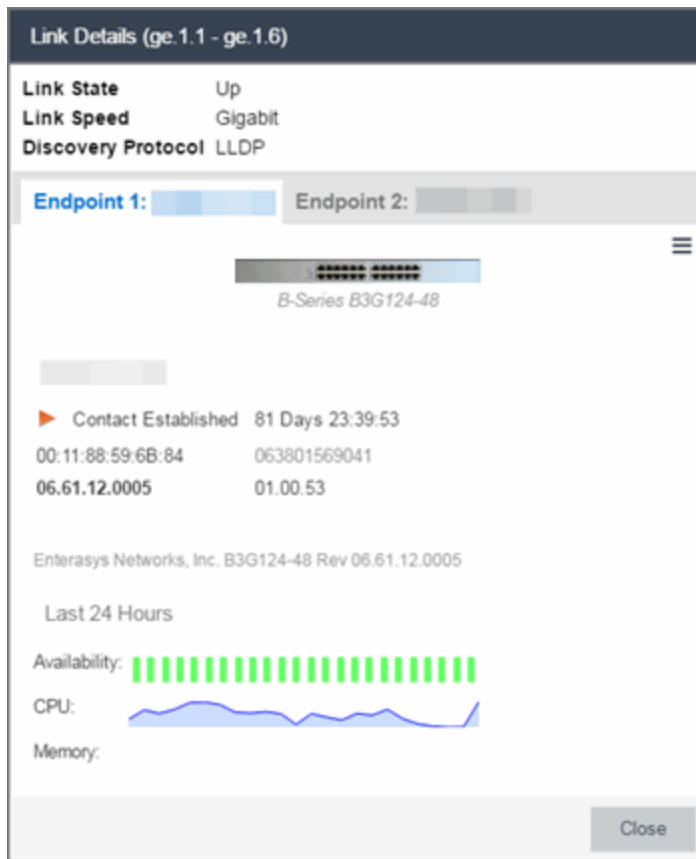 Link Details (ge.1.1 - ge.1.6)
Link State Up
Link Speed Gigabit
Discovery Protocol LLDP
Endpoint 1: Endpoint 2:
B-Series B3G124-48
Contact Established 81 Days 23:39:53
00:11:88:59:6B:84 063801569041
06.61.12.0005 01.00.53
Enterasys Networks, Inc. B3G124-48 Rev 06.61.12.0005
Last 24 Hours
Availability:
CPU:
Memory:
Close